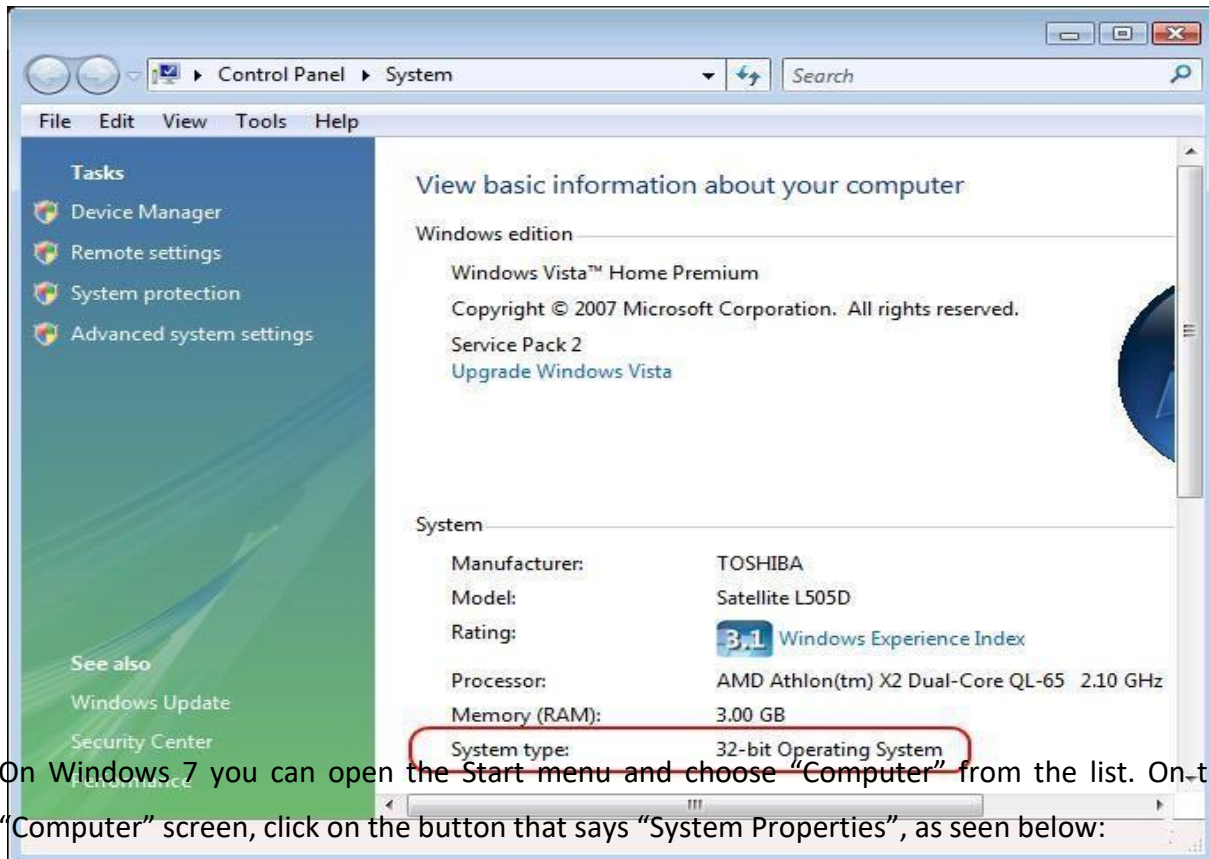 Control Panel ▸ System
Search
File Edit View Tools Help
Tasks
Device Manager
Remote settings
System protection
Advanced system settings
See also
Windows Update
Security Center
Performance
View basic information about your computer
Windows edition
Windows Vista™ Home Premium
Copyright © 2007 Microsoft Corporation. All rights reserved.
Service Pack 2
Upgrade Windows Vista
System
Manufacturer: TOSHIBA
Model: Satellite L505D
Rating: 3,1 Windows Experience Index
Processor: AMD Athlon(tm) X2 Dual-Core QL-65 2.10 GHz
Memory (RAM): 3.00 GB
System type: 32-bit Operating System
On Windows 7 you can open the Start menu and choose “Computer” from the list. On t
“Computer” screen, click on the button that says “System Properties”, as seen below: